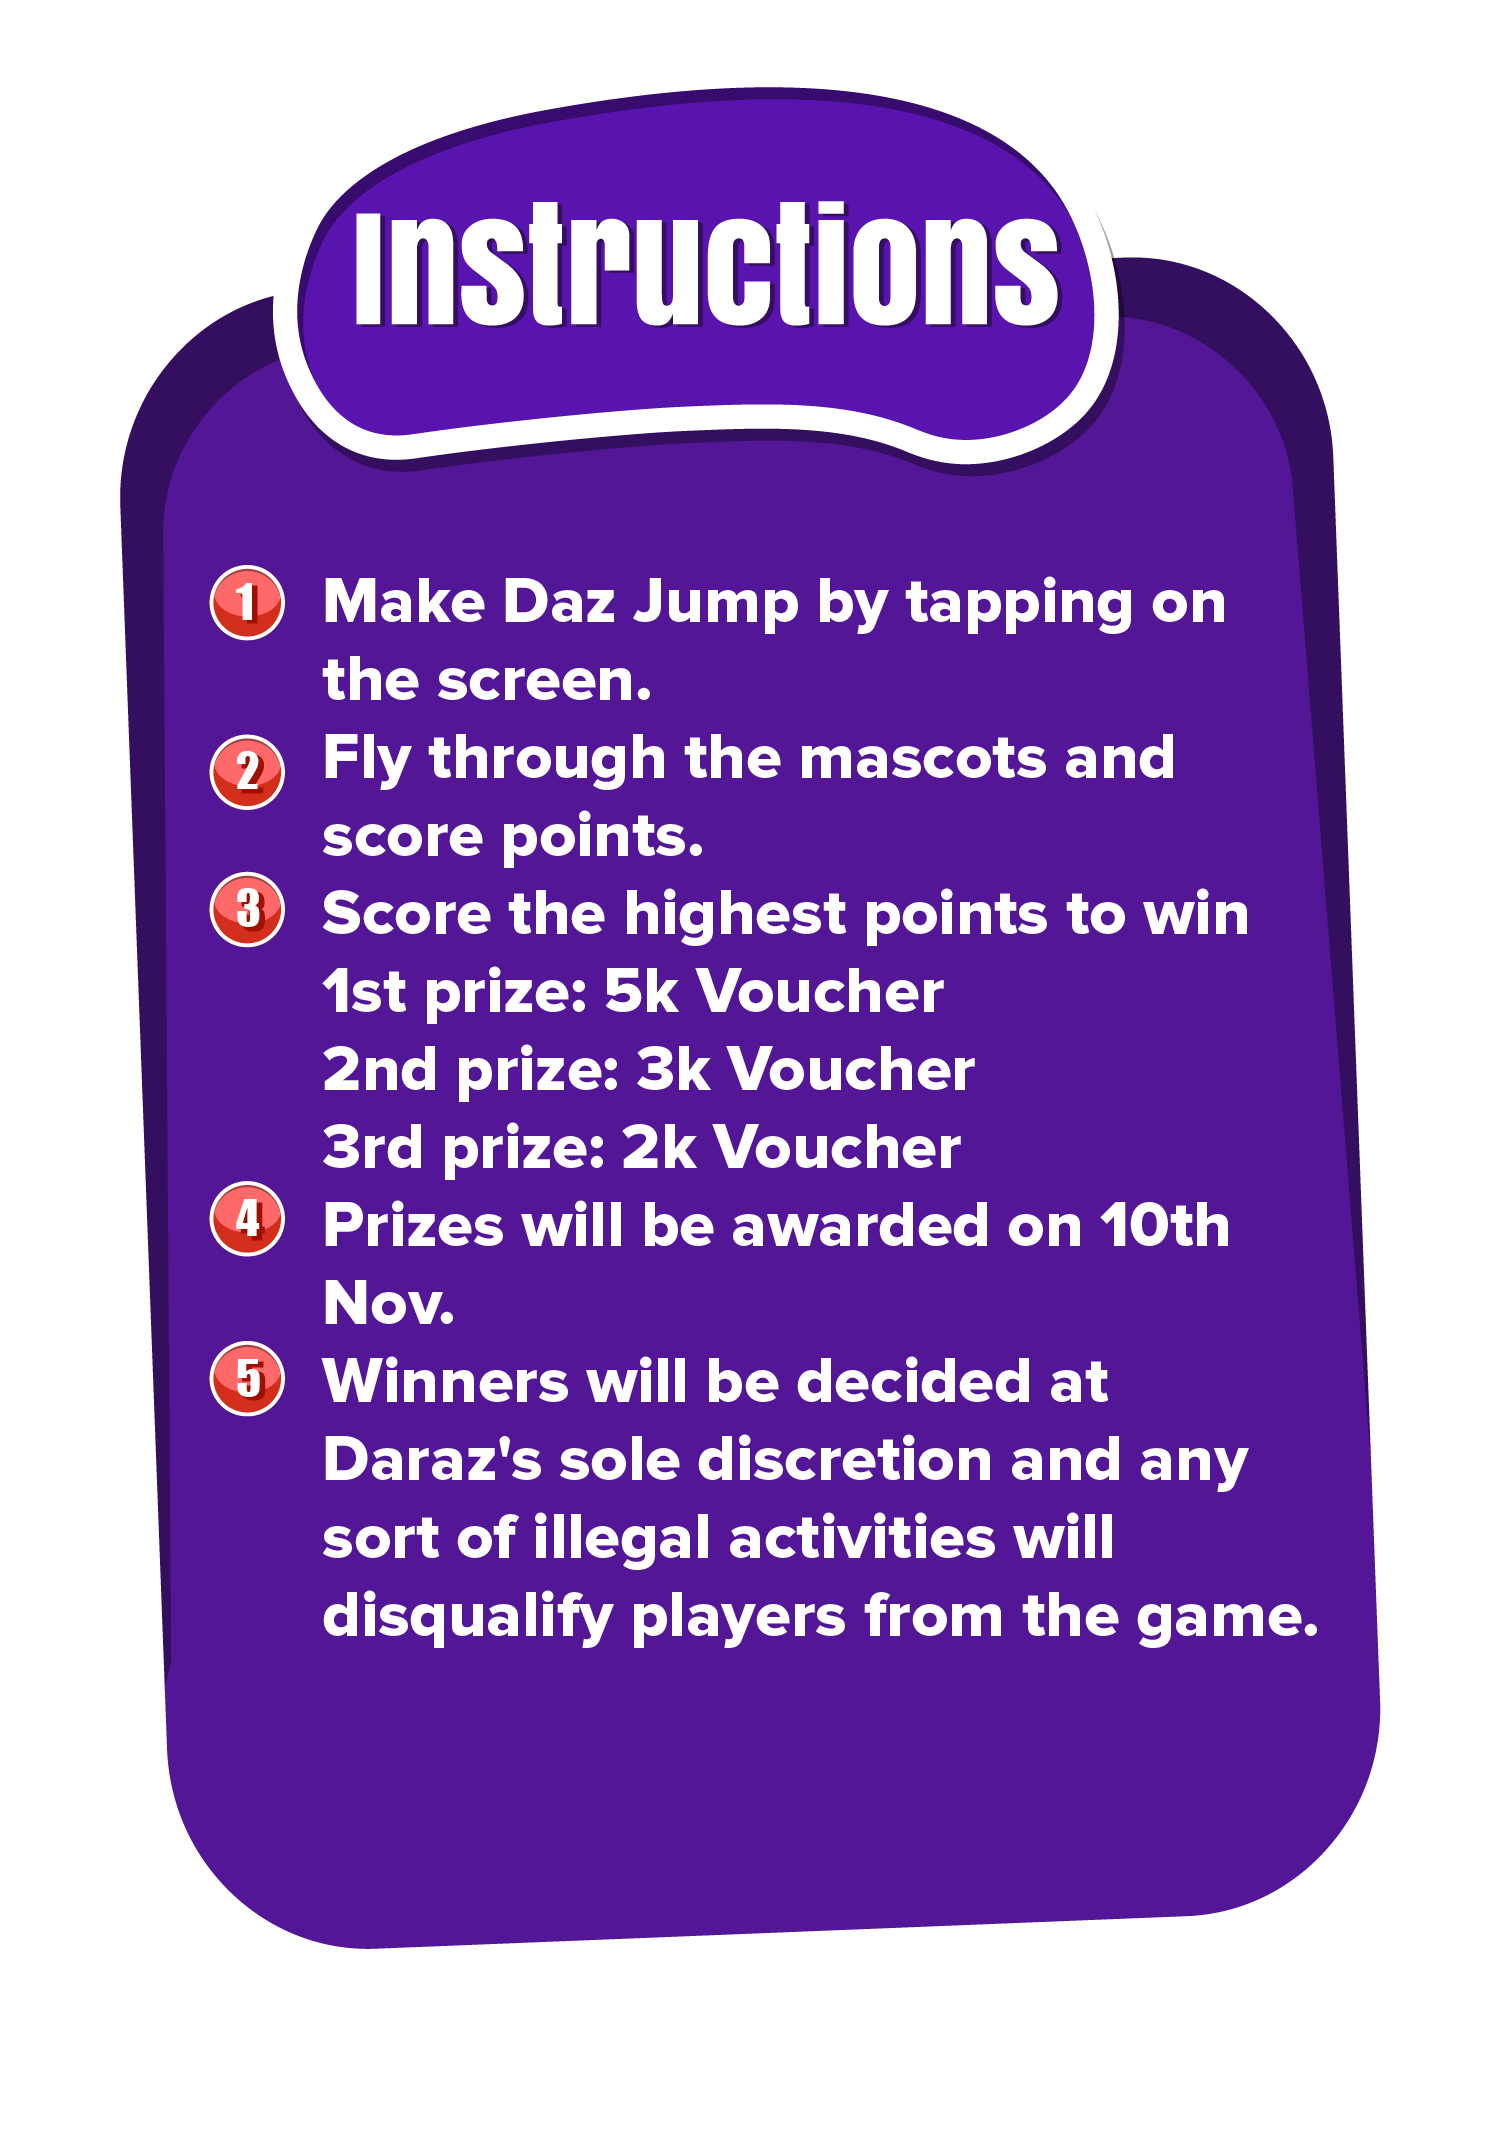 Instructions
1 Make Daz Jump by tapping on
the screen.
2 Fly through the mascots and
score points.
3 Score the highest points to win
1st prize: 5k Voucher
2nd prize: 3k Voucher
3rd prize: 2k Voucher
4 Prizes will be awarded on 10th
Nov.
5 Winners will be decided at
Daraz's sole discretion and any
sort of illegal activities will
disqualify players from the game.